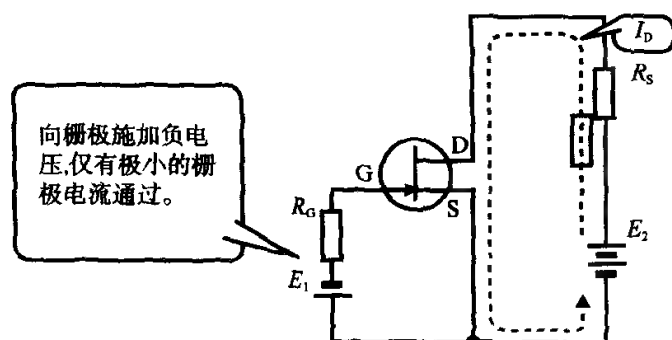 I_D
R_S
向栅极施加负电
压,仅有极小的栅
极电流通过。
D
G
S
R_G
E_1
E_2